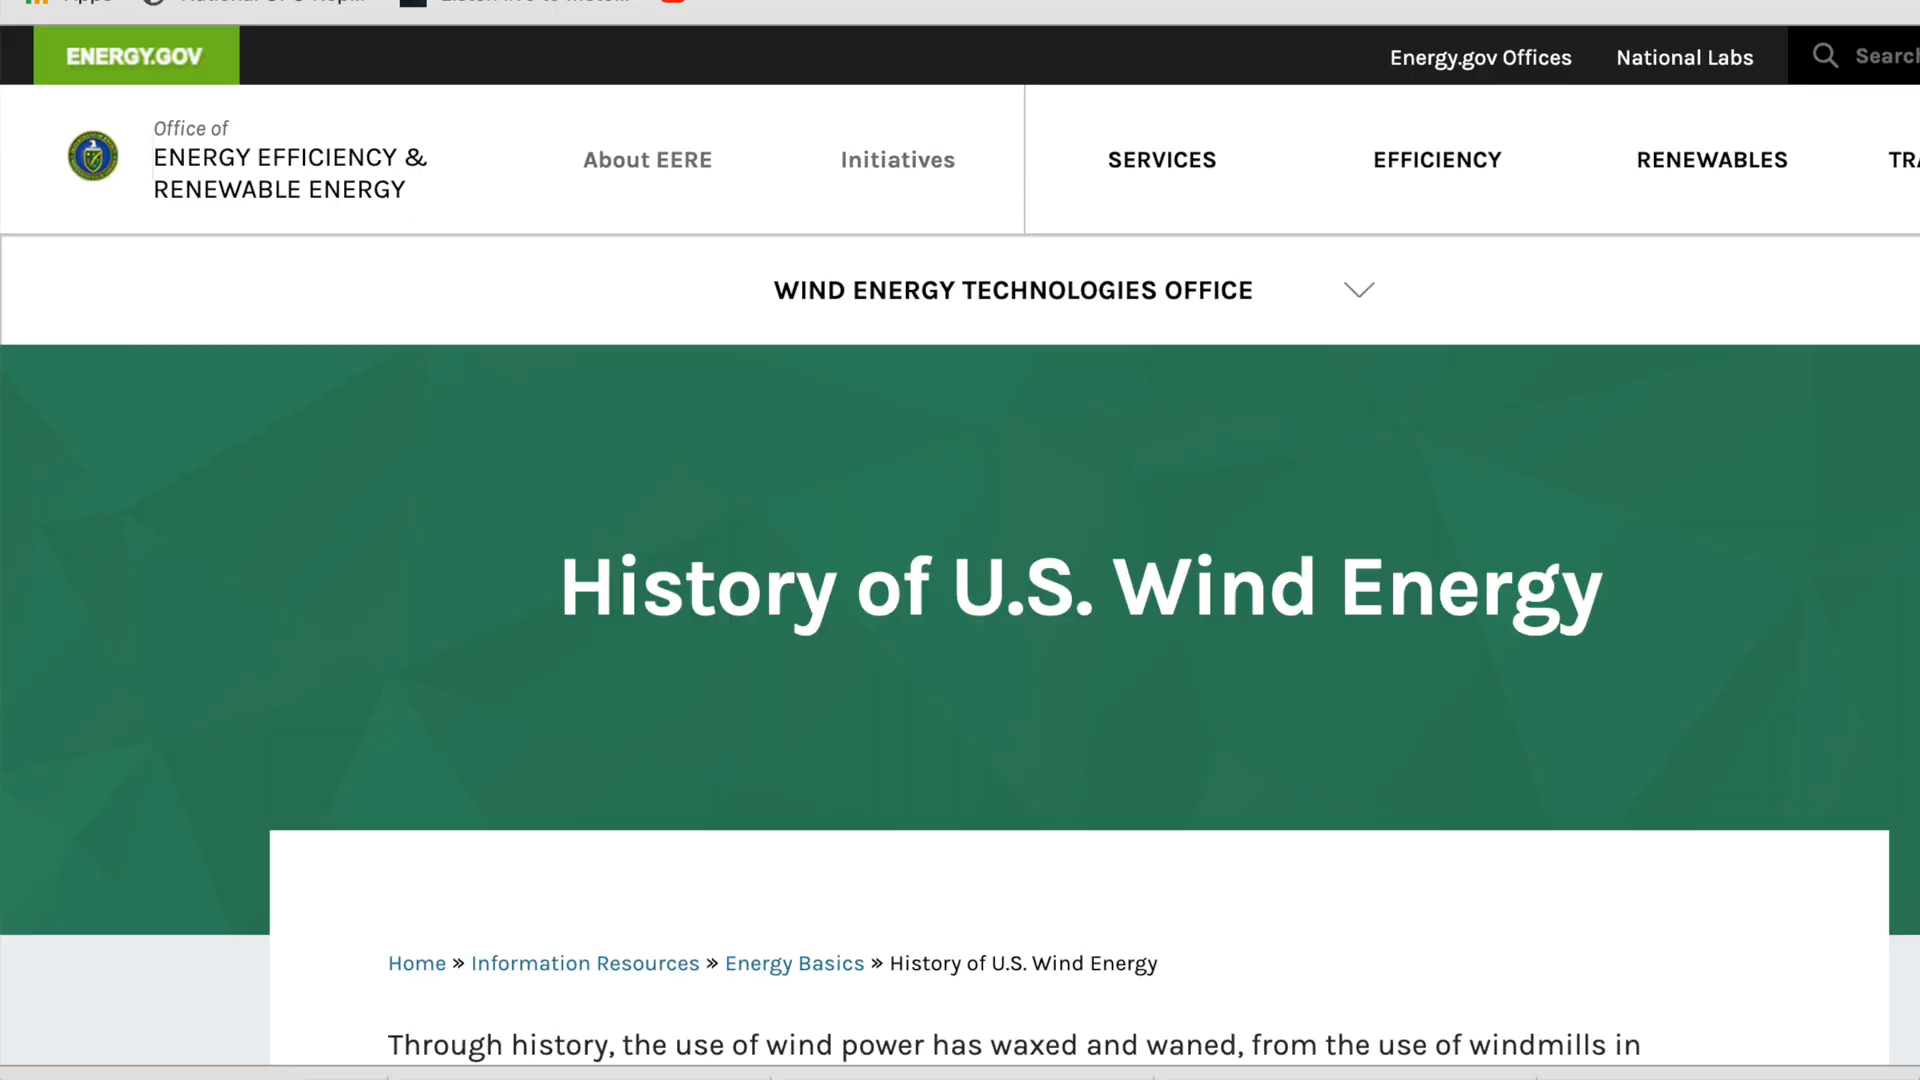 Apps
ENERGY.GOV
Energy.gov Offices
National Labs
Office of
ENERGY EFFICIENCY &
RENEWABLE ENERGY
About EERE
Initiatives
SERVICES
EFFICIENCY
RENEWABLES
WIND ENERGY TECHNOLOGIES OFFICE
History of U.S. Wind Energy
Home » Information Resources » Energy Basics » History of U.S. Wind Energy
Through history, the use of wind power has waxed and waned, from the use of windmills in